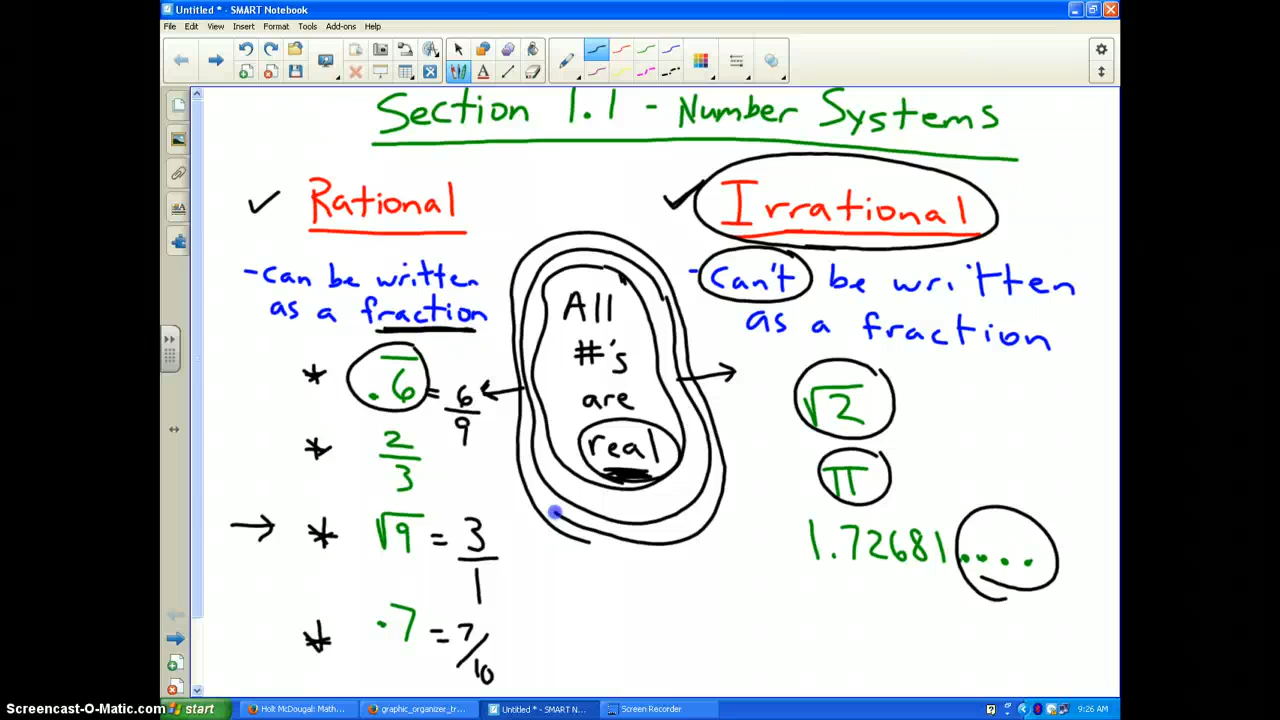 Untitled * - SMART Notebook
File Edit View Insert Format Tools Add-ons Help
Section 1.1 - Number Systems
Rational
Irrational
-can be written
as a fraction
- can't be written
as a fraction
All
#'s
are
real
* .6̅ = 6/9
* 2/3
* √9 = 3/1
* .7 = 7/10
√2
π
1.72681....
Screencast-O-Matic.com
start
Holt McDougal: Math...
graphic_organizer_tr...
Untitled * - SMART N...
Screen Recorder
9:26 AM